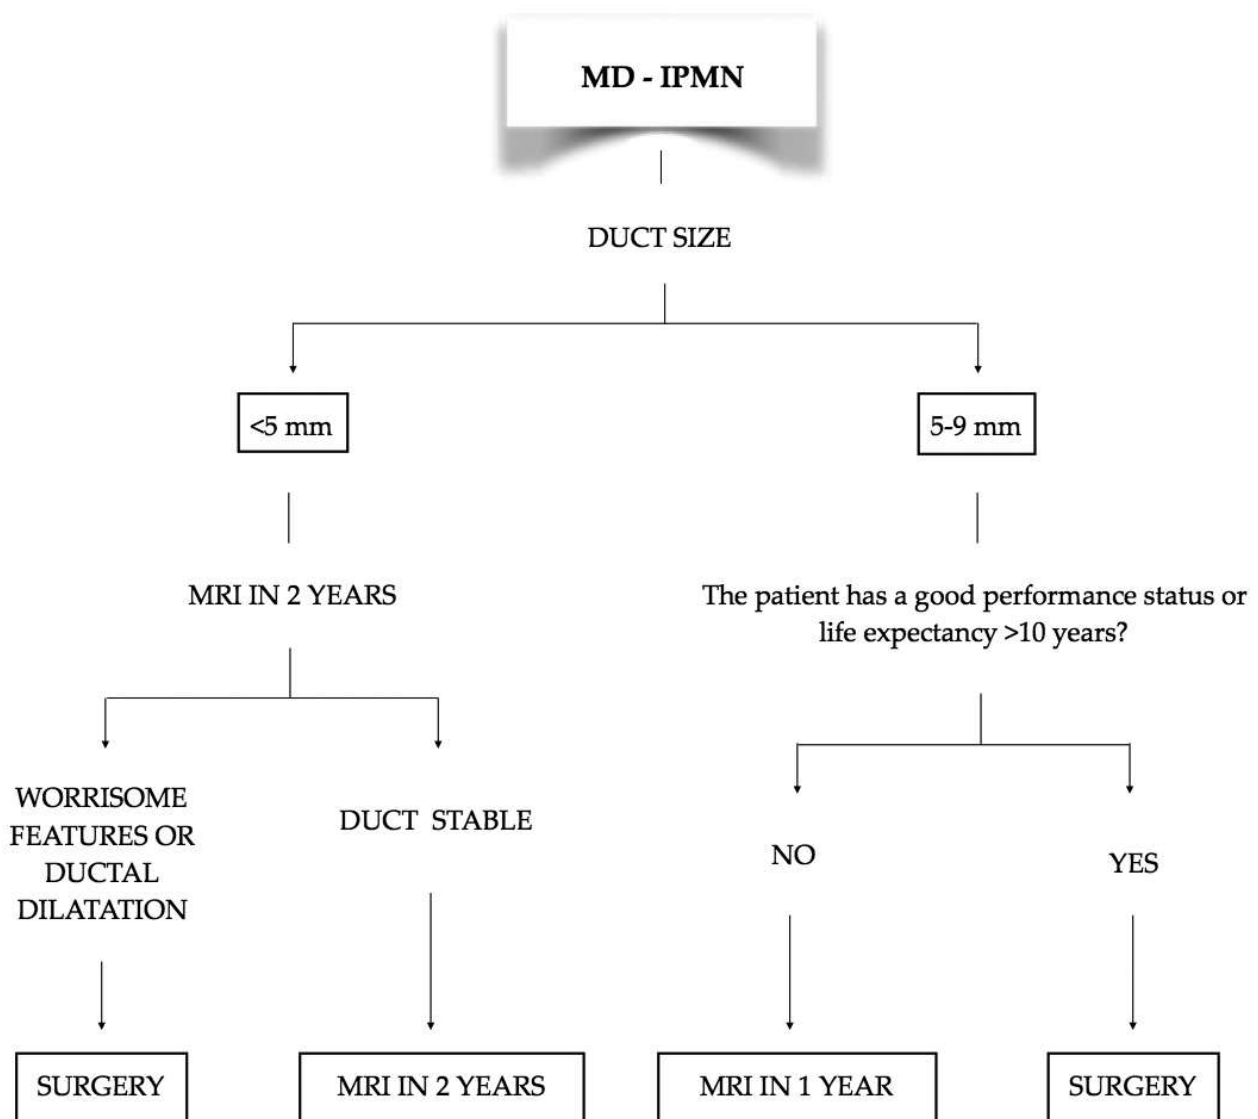 MD - IPMN
DUCT SIZE
<5 mm
5-9 mm
MRI IN 2 YEARS
The patient has a good performance status or
life expectancy >10 years?
WORRISOME
FEATURES OR
DUCTAL
DILATATION
DUCT STABLE
NO
YES
SURGERY
MRI IN 2 YEARS
MRI IN 1 YEAR
SURGERY